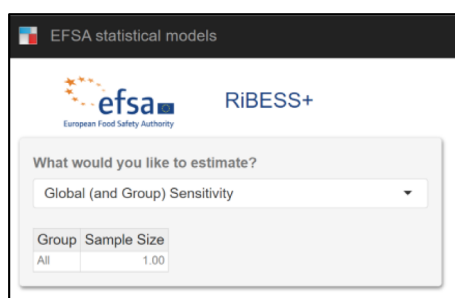 EFSA statistical models
efsa
European Food Safety Authority
RiBESS+
What would you like to estimate?
Global (and Group) Sensitivity
Group Sample Size
All 1.00